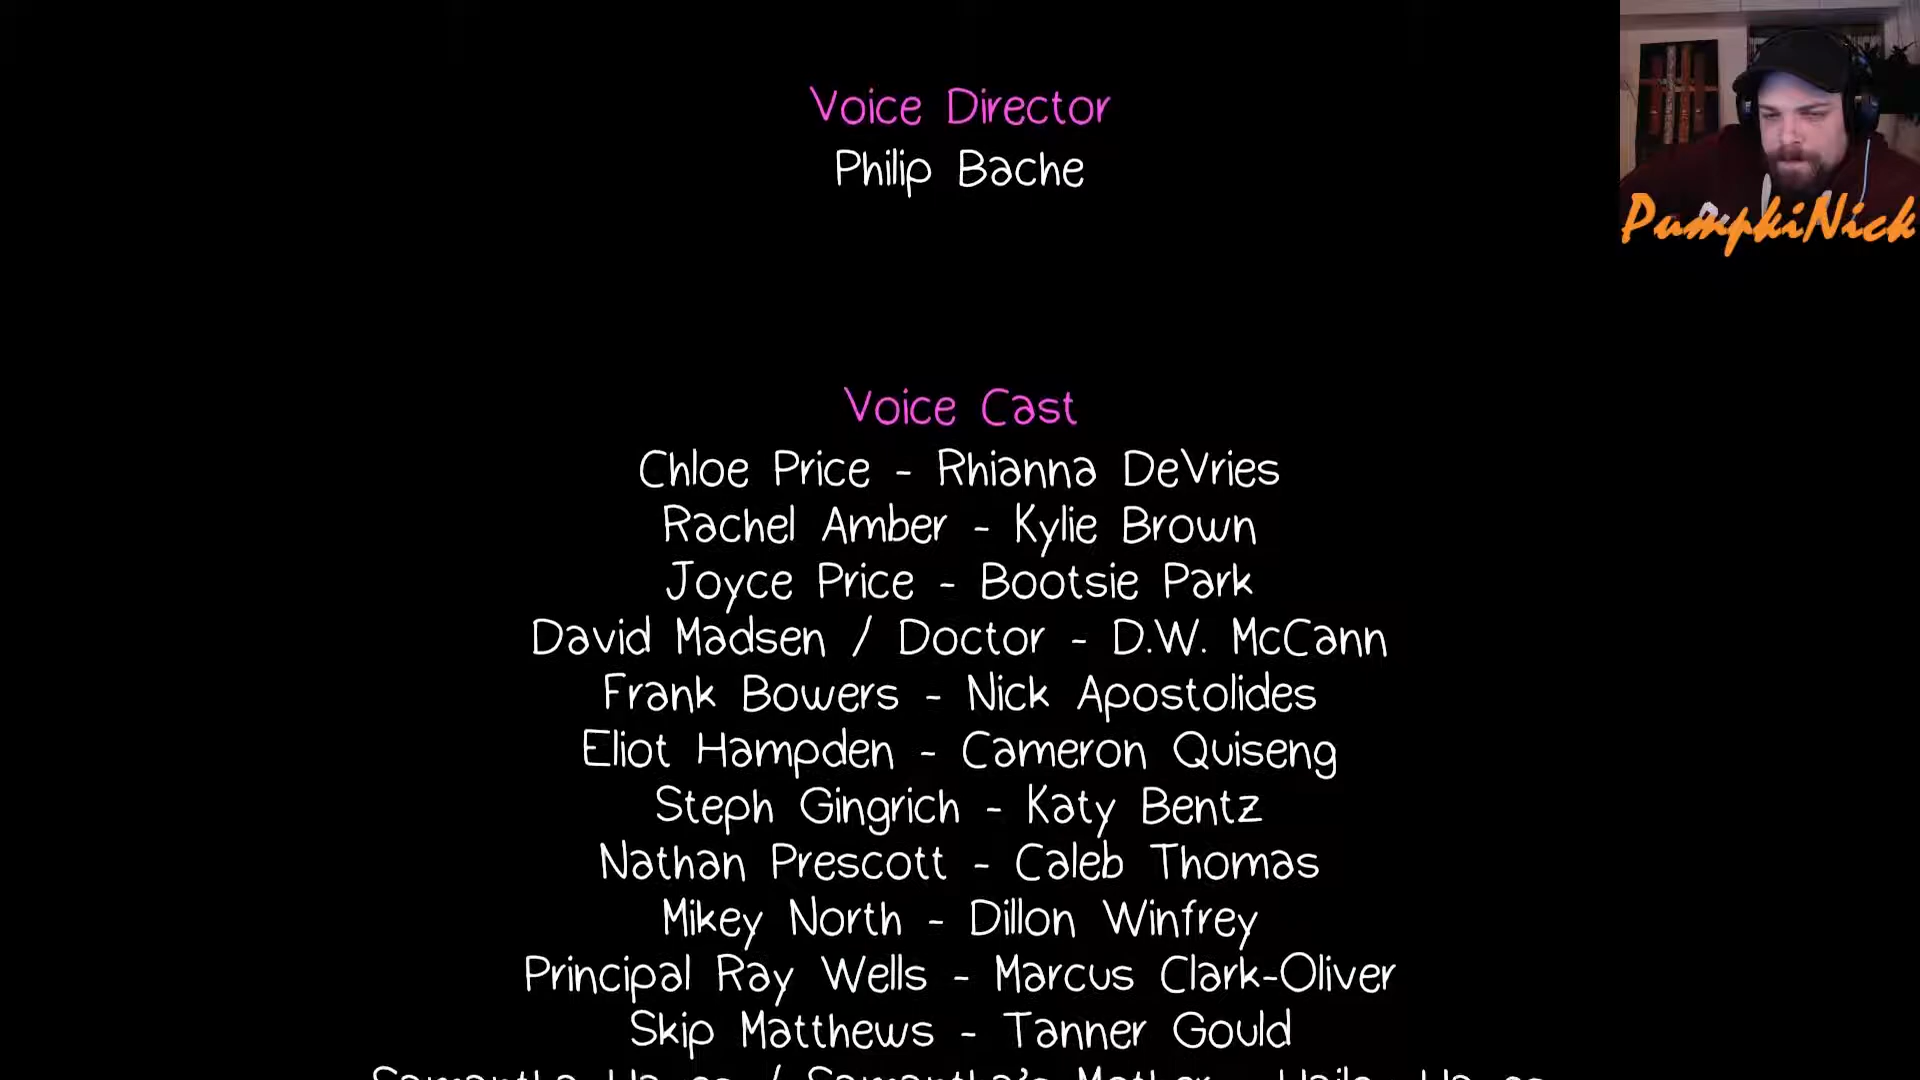 Voice Director
Philip Bache
PumpkiNick
Voice Cast
Chloe Price - Rhianna DeVries
Rachel Amber - Kylie Brown
Joyce Price - Bootsie Park
David Madsen / Doctor - D.W. McCann
Frank Bowers - Nick Apostolides
Eliot Hampden - Cameron Quiseng
Steph Gingrich - Katy Bentz
Nathan Prescott - Caleb Thomas
Mikey North - Dillon Winfrey
Principal Ray Wells - Marcus Clark-Oliver
Skip Matthews - Tanner Gould